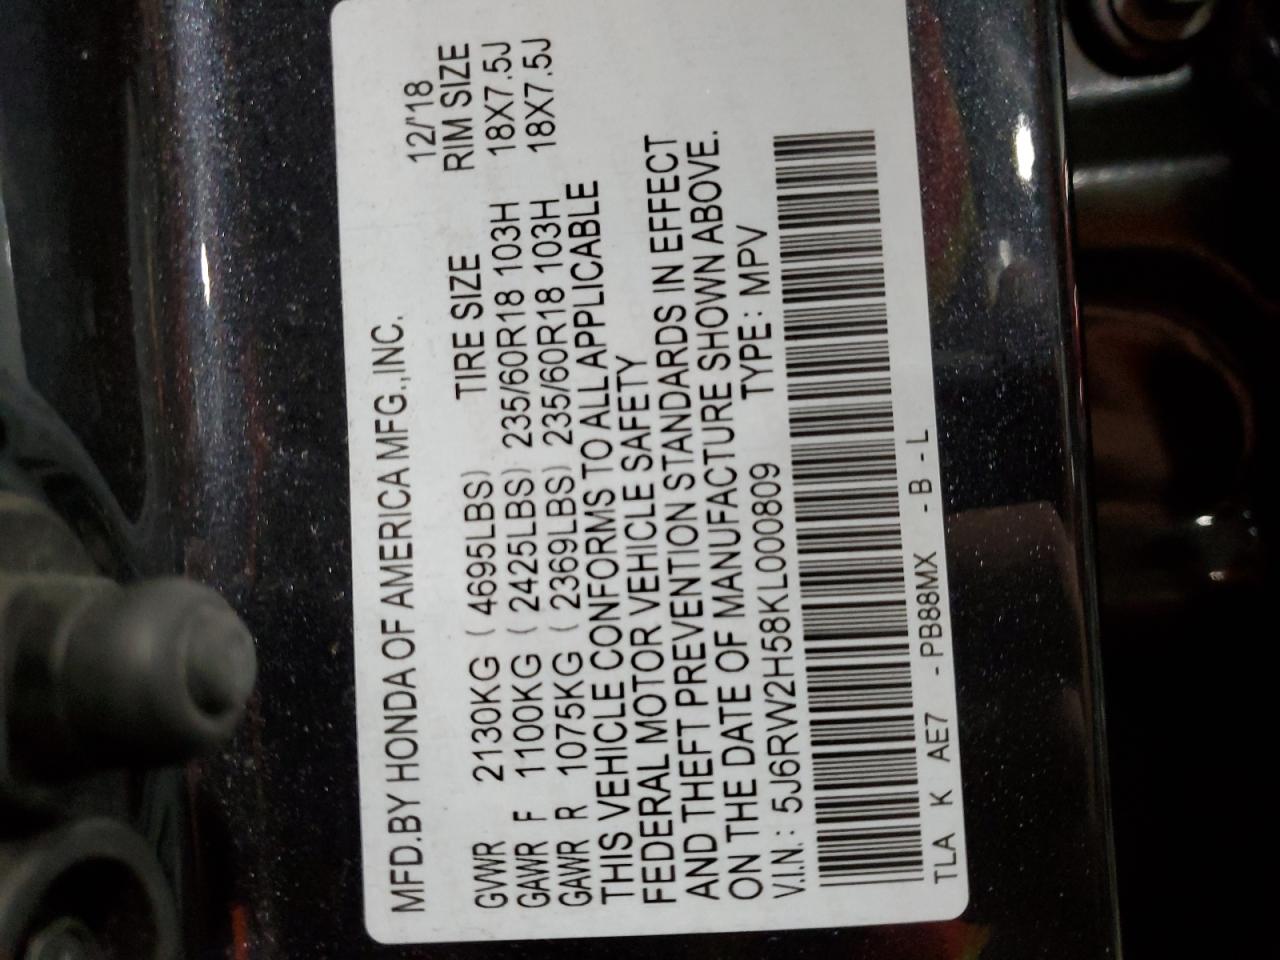 MFD.BY HONDA OF AMERICA MFG.,INC. 12/'18
TIRE SIZE RIM SIZE
GVWR 2130KG ( 4695LBS) 235/60R18 103H 18X7.5J
GAWR F 1100KG ( 2425LBS) 235/60R18 103H 18X7.5J
GAWR R 1075KG ( 2369LBS)
THIS VEHICLE CONFORMS TO ALL APPLICABLE
FEDERAL MOTOR VEHICLE SAFETY
AND THEFT PREVENTION STANDARDS IN EFFECT
ON THE DATE OF MANUFACTURE SHOWN ABOVE.
V.I.N.: 5J6RW2H58KL000809 TYPE: MPV
TLA K AE7 -PB88MX -B-L